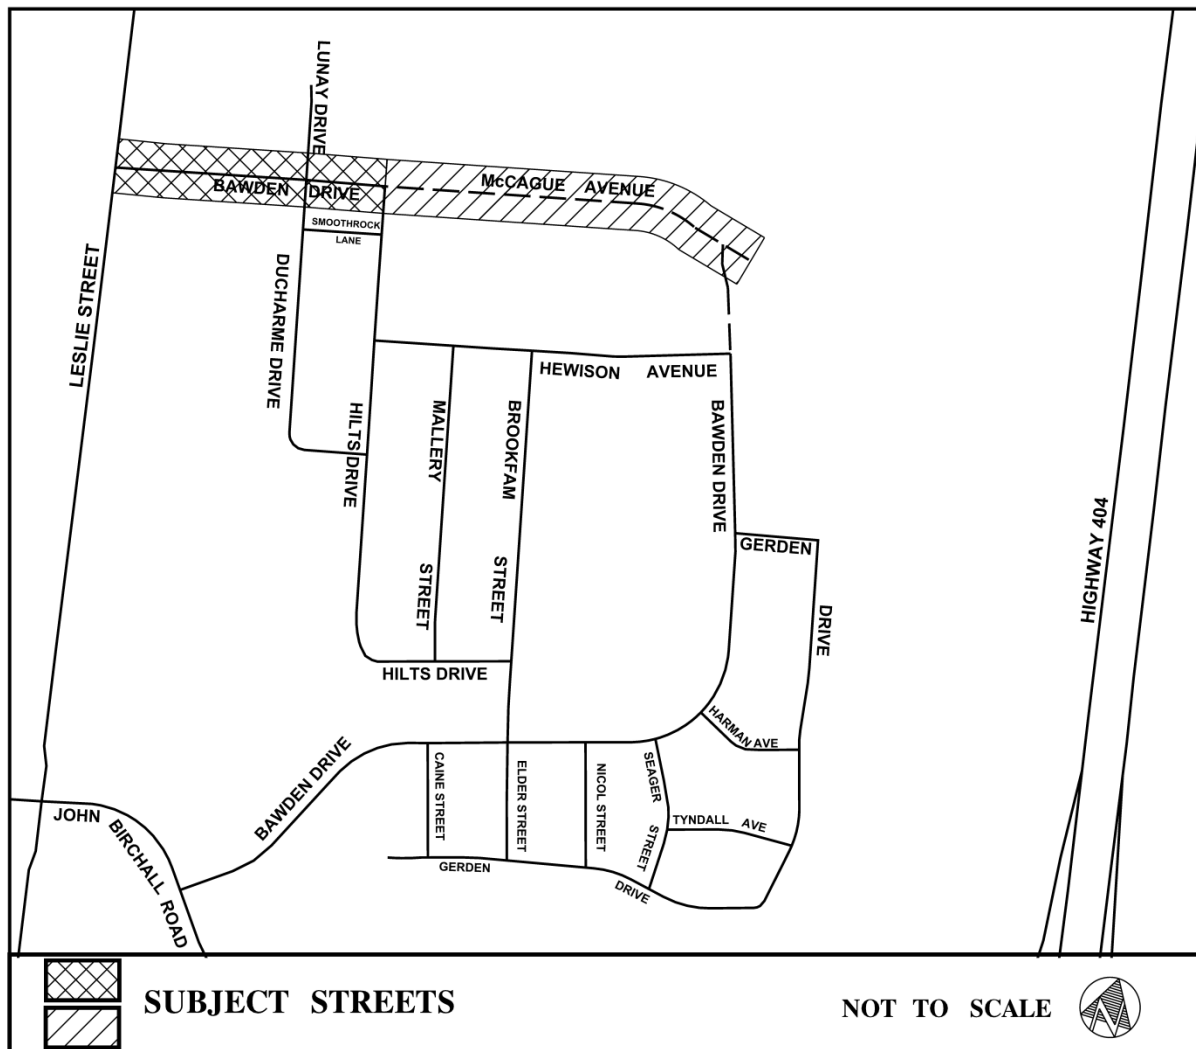 LUNAY DRIVE
BAWDEN DRIVE
McCAGUE AVENUE
SMOOTHROCK
LANE
LESLIE STREET
DUCHARME DRIVE
HEWISON AVENUE
HILTS DRIVE
MALLERY
STREET
BROOKFAM
STREET
BAWDEN DRIVE
GERDEN
DRIVE
HIGHWAY 404
HILTS DRIVE
HARMAN AVE
BAWDEN DRIVE
CAINE STREET
ELDER STREET
NICOL STREET
SEAGER
STREET
TYNDALL AVE
JOHN
BIRCHALL ROAD
GERDEN
DRIVE
SUBJECT STREETS
NOT TO SCALE
N